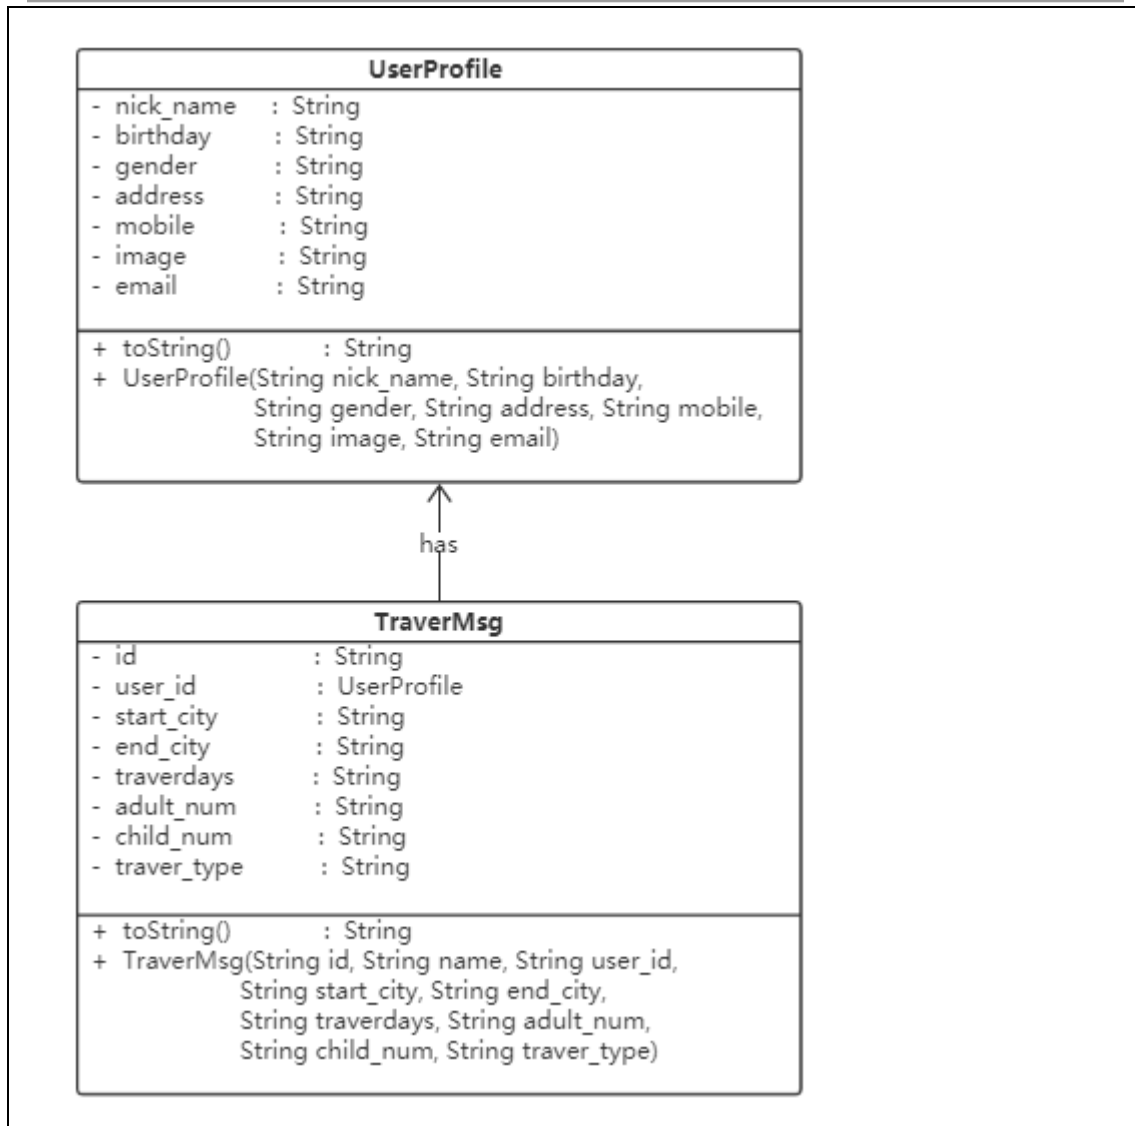 UserProfile
- nick_name : String
- birthday : String
- gender : String
- address : String
- mobile : String
- image : String
- email : String
+ toString() : String
+ UserProfile(String nick_name, String birthday,
String gender, String address, String mobile,
String image, String email)
has
TraverMsg
- id : String
- user_id : UserProfile
- start_city : String
- end_city : String
- traverdays : String
- adult_num : String
- child_num : String
- traver_type : String
+ toString() : String
+ TraverMsg(String id, String name, String user_id,
String start_city, String end_city,
String traverdays, String adult_num,
String child_num, String traver_type)